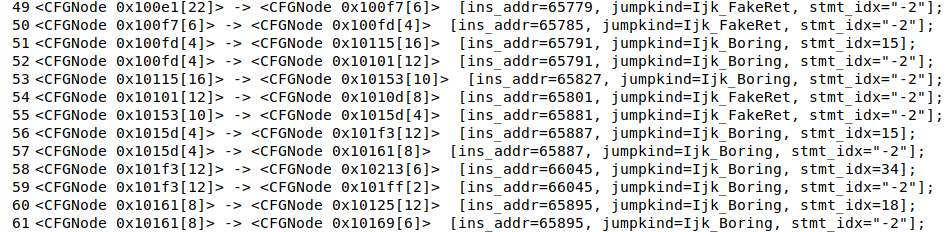 49 <CFGNode 0x100e1[22]> -> <CFGNode 0x100f7[6]>  [ins_addr=65779, jumpkind=Ijk_FakeRet, stmt_idx="-2"];
50 <CFGNode 0x100f7[6]> -> <CFGNode 0x100fd[4]>  [ins_addr=65785, jumpkind=Ijk_FakeRet, stmt_idx="-2"];
51 <CFGNode 0x100fd[4]> -> <CFGNode 0x10115[16]>  [ins_addr=65791, jumpkind=Ijk_Boring, stmt_idx=15];
52 <CFGNode 0x100fd[4]> -> <CFGNode 0x10101[12]>  [ins_addr=65791, jumpkind=Ijk_Boring, stmt_idx="-2"];
53 <CFGNode 0x10115[16]> -> <CFGNode 0x10153[10]>  [ins_addr=65827, jumpkind=Ijk_Boring, stmt_idx="-2"];
54 <CFGNode 0x10101[12]> -> <CFGNode 0x1010d[8]>  [ins_addr=65801, jumpkind=Ijk_FakeRet, stmt_idx="-2"];
55 <CFGNode 0x10153[10]> -> <CFGNode 0x1015d[4]>  [ins_addr=65881, jumpkind=Ijk_FakeRet, stmt_idx="-2"];
56 <CFGNode 0x1015d[4]> -> <CFGNode 0x101f3[12]>  [ins_addr=65887, jumpkind=Ijk_Boring, stmt_idx=15];
57 <CFGNode 0x1015d[4]> -> <CFGNode 0x10161[8]>  [ins_addr=65887, jumpkind=Ijk_Boring, stmt_idx="-2"];
58 <CFGNode 0x101f3[12]> -> <CFGNode 0x10213[6]>  [ins_addr=66045, jumpkind=Ijk_Boring, stmt_idx=34];
59 <CFGNode 0x101f3[12]> -> <CFGNode 0x101ff[2]>  [ins_addr=66045, jumpkind=Ijk_Boring, stmt_idx="-2"];
60 <CFGNode 0x10161[8]> -> <CFGNode 0x10125[12]>  [ins_addr=65895, jumpkind=Ijk_Boring, stmt_idx=18];
61 <CFGNode 0x10161[8]> -> <CFGNode 0x10169[6]>  [ins_addr=65895, jumpkind=Ijk_Boring, stmt_idx="-2"];